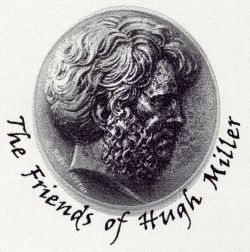 The Friends of Hugh Miller